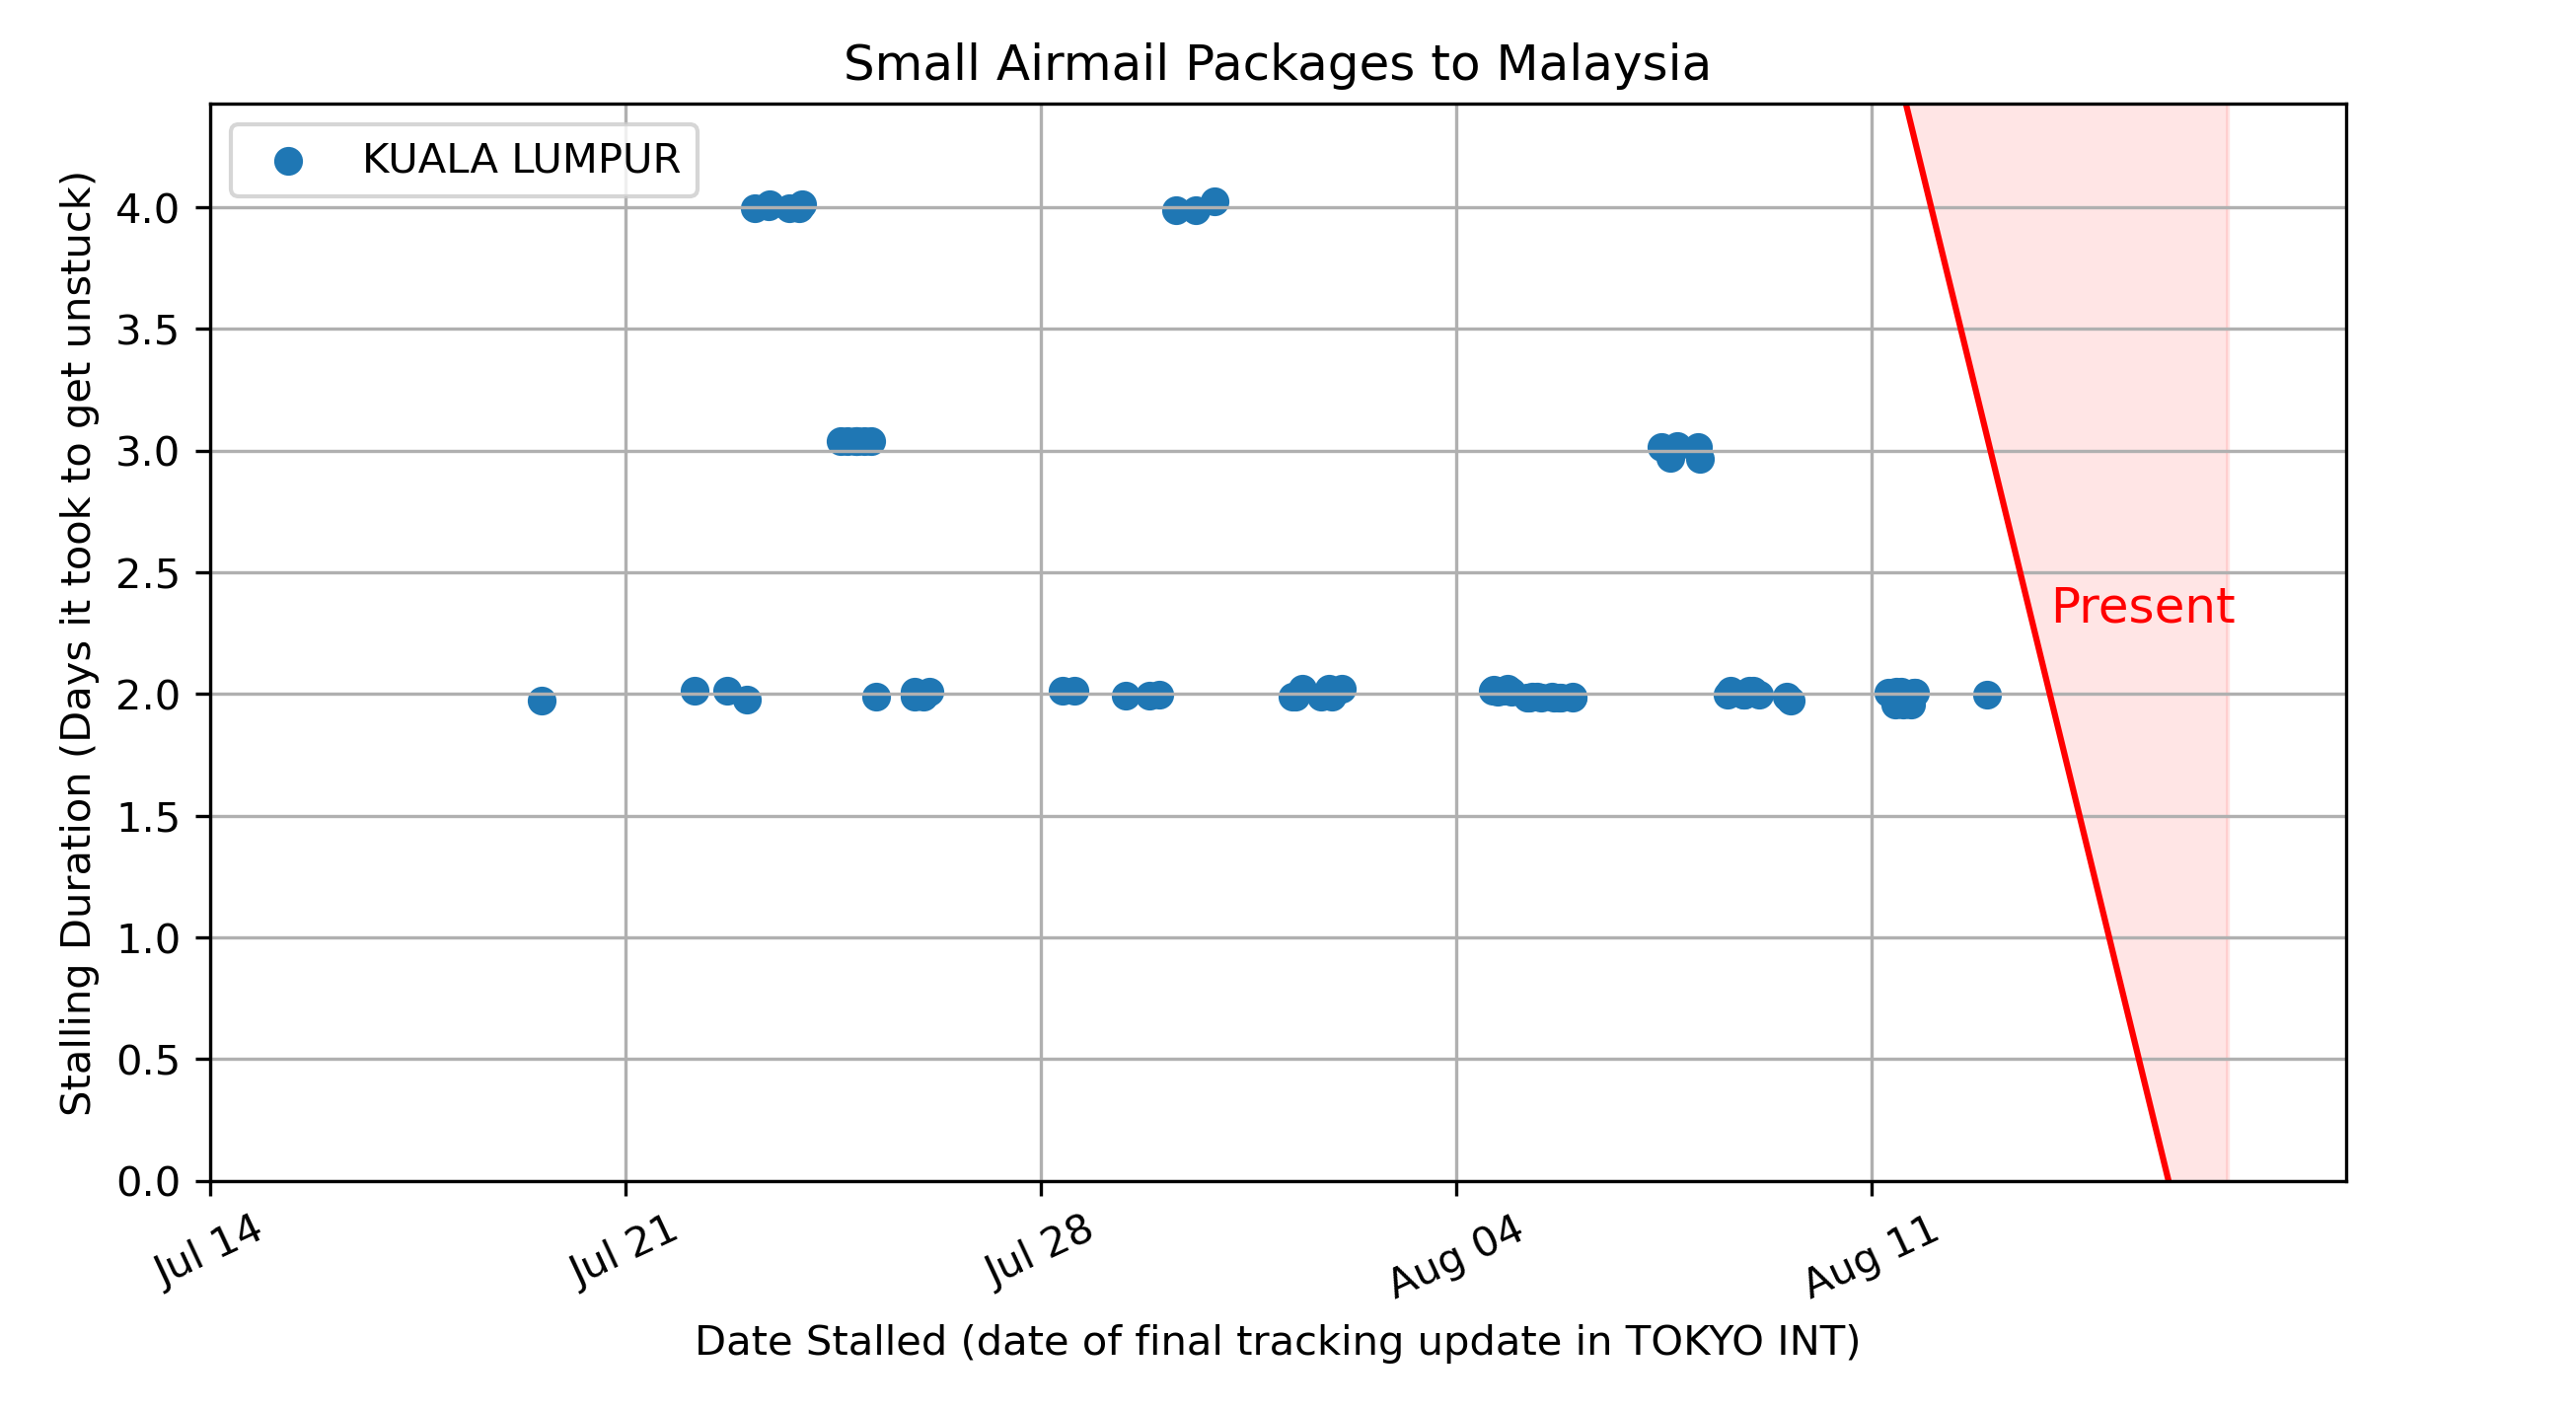 Small Airmail Packages to Malaysia
KUALA LUMPUR
Stalling Duration (Days it took to get unstuck)
4.0
3.5
3.0
2.5
2.0
1.5
1.0
0.5
0.0
Present
Jul 14
Jul 21
Jul 28
Aug 04
Aug 11
Date Stalled (date of final tracking update in TOKYO INT)